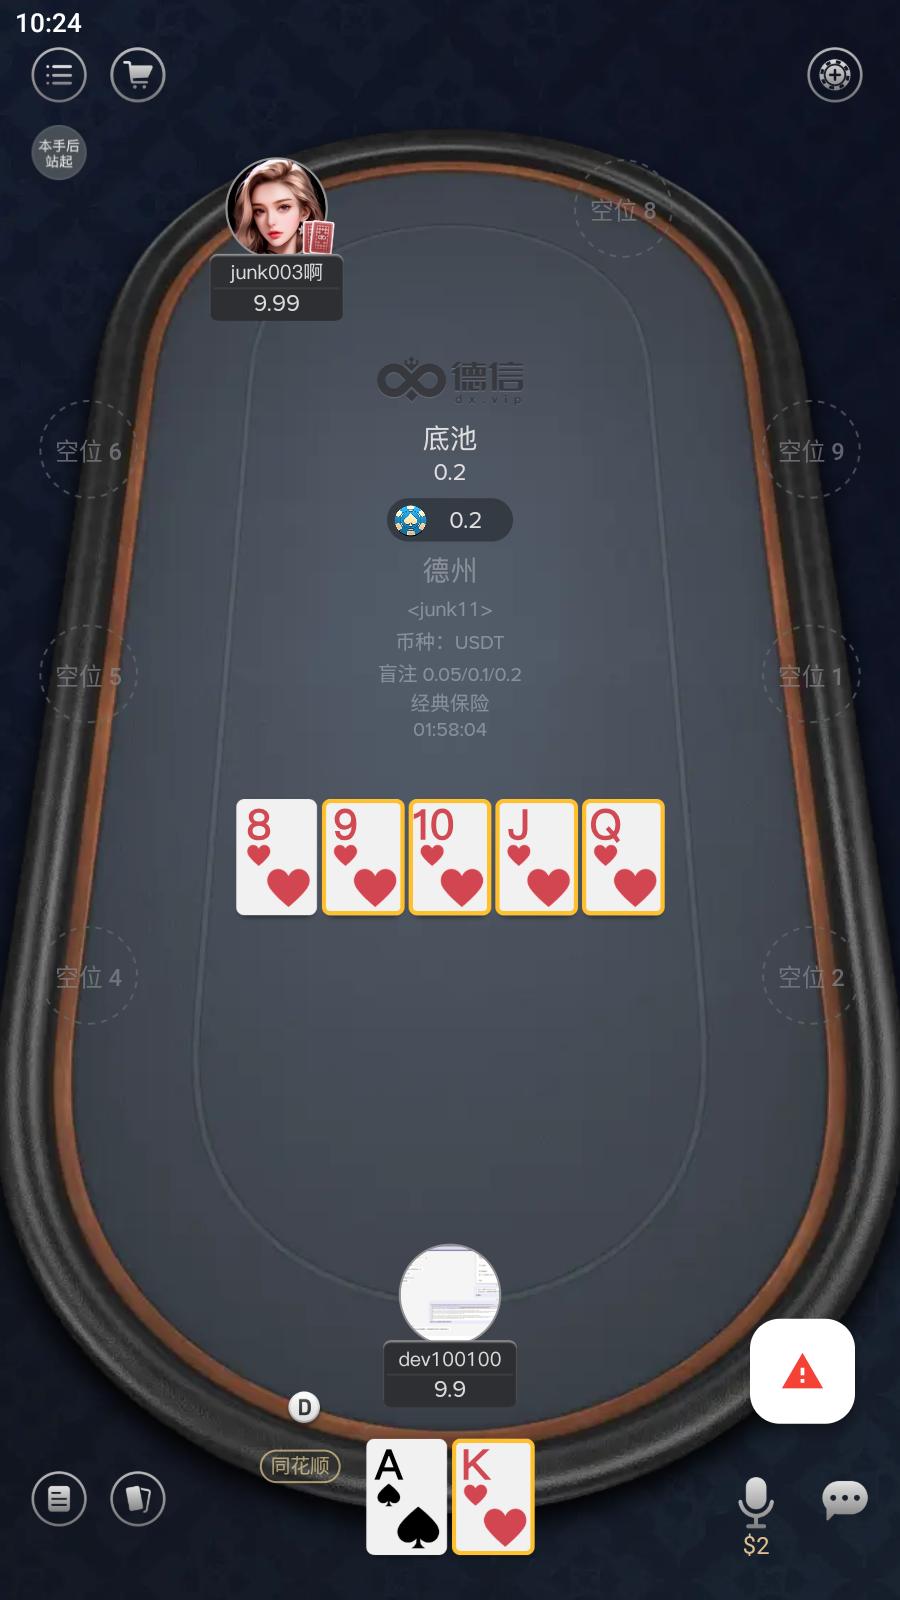 10:24
本手后
站起
空位 8
junk003啊
9.99
德信
dx.vip
底池
0.2
空位 6
空位 9
0.2
德州
<junk11>
币种：USDT
盲注 0.05/0.1/0.2
经典保险
01:58:04
空位 5
空位 1
8
9
10
J
Q
空位 4
空位 2
dev100100
9.9
D
同花顺
A
K
$2